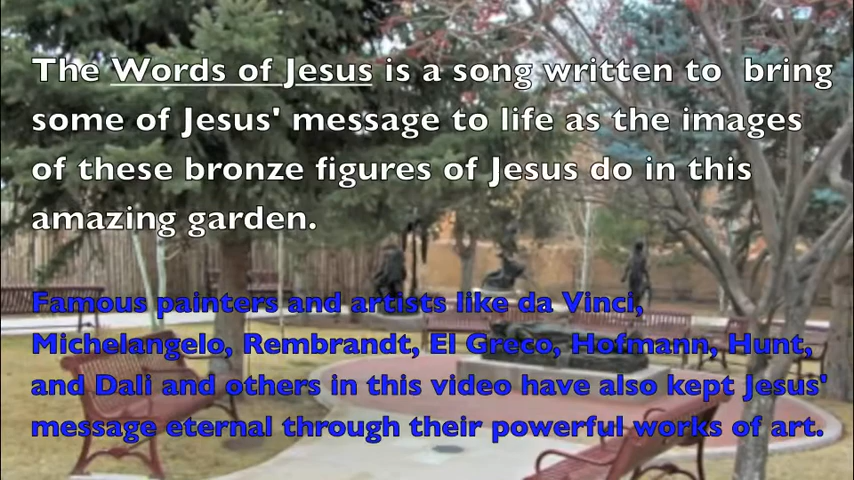 The Words of Jesus is a song written to  bring
some of Jesus' message to life as the images
of these bronze figures of Jesus do in this
amazing garden.
Famous painters and artists like da Vinci,
Michelangelo, Rembrandt, El Greco, Hofmann, Hunt,
and Dali and others in this video have also kept Jesus'
message eternal through their powerful works of art.